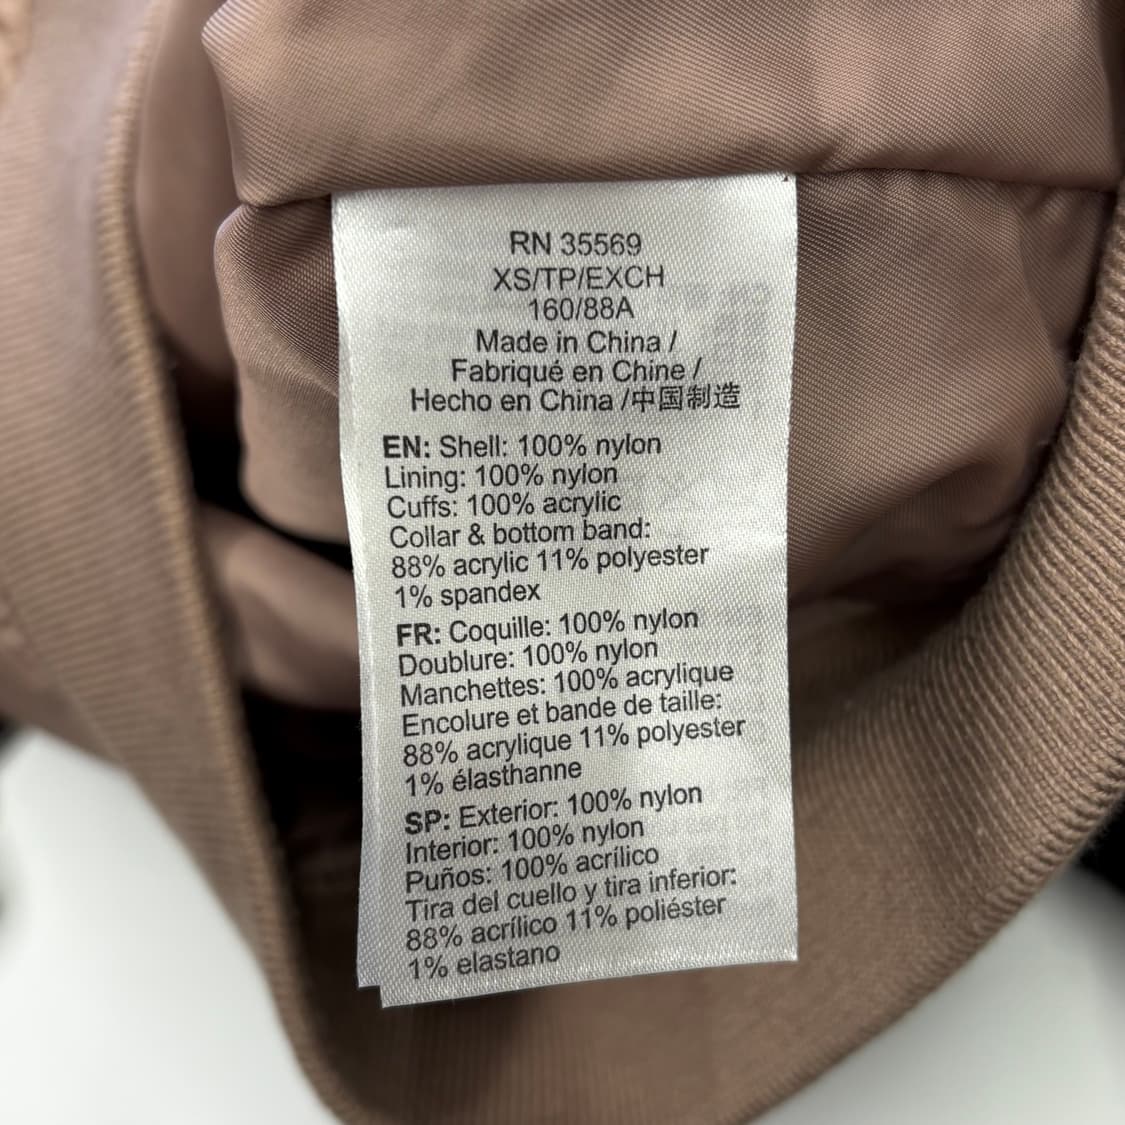 RN 35569
XS/TP/EXCH
160/88A
Made in China /
Fabriqué en Chine /
Hecho en China /中国制造
EN: Shell: 100% nylon
Lining: 100% nylon
Cuffs: 100% acrylic
Collar & bottom band:
88% acrylic 11% polyester
1% spandex
FR: Coquille: 100% nylon
Doublure: 100% nylon
Manchettes: 100% acrylique
Encolure et bande de taille:
88% acrylique 11% polyester
1% élasthanne
SP: Exterior: 100% nylon
Interior: 100% nylon
Puños: 100% acrílico
Tira del cuello y tira inferior:
88% acrílico 11% poliéster
1% elastano